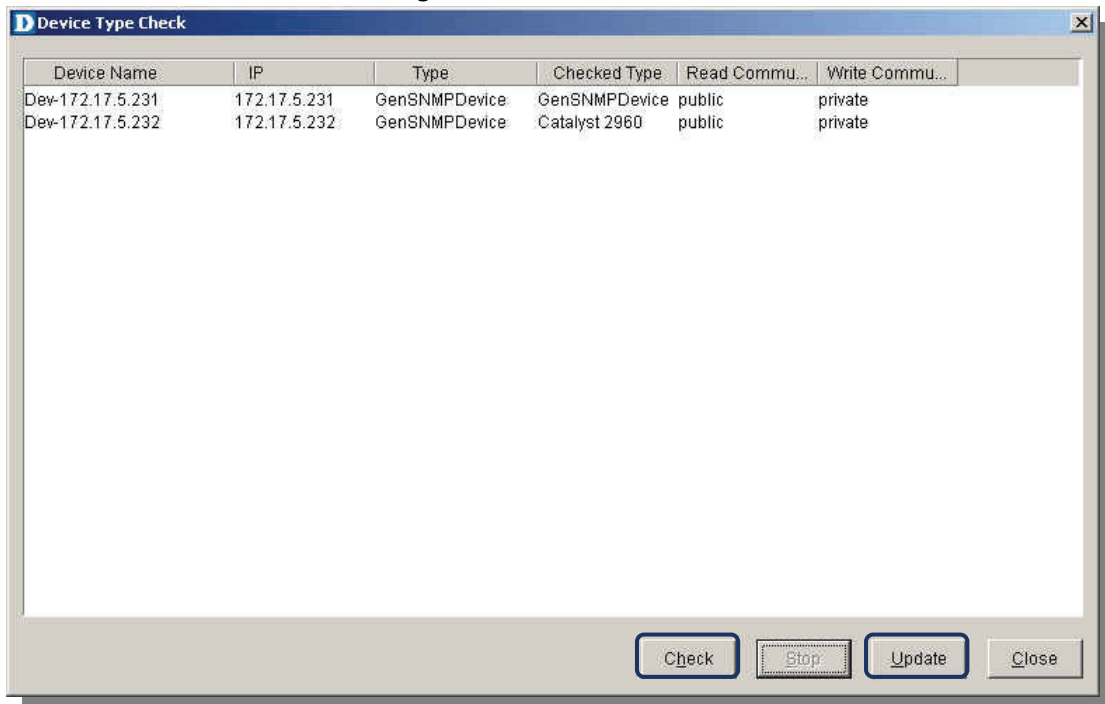 Device Type Check
Device Name IP Type Checked Type Read Commu... Write Commu...
Dev-172.17.5.231 172.17.5.231 GenSNMPDevice GenSNMPDevice public private
Dev-172.17.5.232 172.17.5.232 GenSNMPDevice Catalyst 2960 public private
Check Stop Update Close